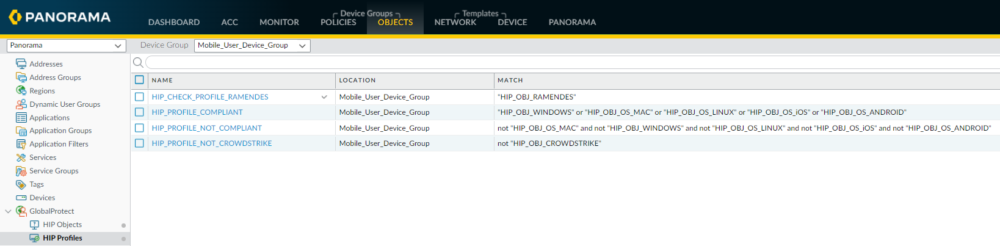 PANORAMA
Device Groups Templates
DASHBOARD ACC MONITOR POLICIES OBJECTS NETWORK DEVICE PANORAMA
Panorama Device Group Mobile_User_Device_Group
Addresses
Address Groups
Regions
Dynamic User Groups
Applications
Application Groups
Application Filters
Services
Service Groups
Tags
Devices
GlobalProtect
HIP Objects
HIP Profiles
NAME LOCATION MATCH
HIP_CHECK_PROFILE_RAMENDES Mobile_User_Device_Group "HIP_OBJ_RAMENDES"
HIP_PROFILE_COMPLIANT Mobile_User_Device_Group "HIP_OBJ_WINDOWS" or "HIP_OBJ_OS_MAC" or "HIP_OBJ_OS_LINUX" or "HIP_OBJ_OS_iOS" or "HIP_OBJ_OS_ANDROID"
HIP_PROFILE_NOT_COMPLIANT Mobile_User_Device_Group not "HIP_OBJ_OS_MAC" and not "HIP_OBJ_WINDOWS" and not "HIP_OBJ_OS_LINUX" and not "HIP_OBJ_OS_iOS" and not "HIP_OBJ_OS_ANDROID"
HIP_PROFILE_NOT_CROWDSTRIKE Mobile_User_Device_Group not "HIP_OBJ_CROWDSTRIKE"